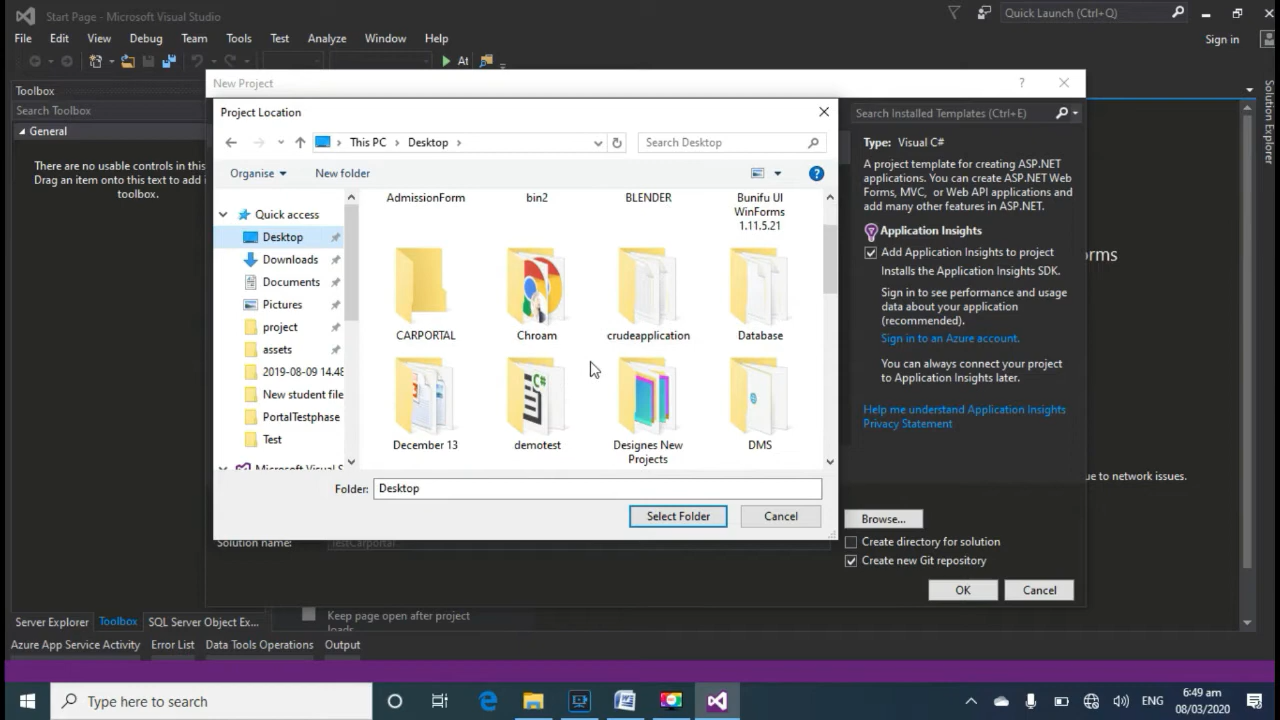 Start Page - Microsoft Visual Studio
Quick Launch (Ctrl+Q)
File Edit View Debug Team Tools Test Analyze Window Help
Sign in
At
Toolbox
Search Toolbox
General
There are no usable controls in this
Drag an item onto this text to add i
toolbox.
Solution Explorer
New Project
?
Project Location
This PC > Desktop >
Search Desktop
Organise
New folder
?
Quick access
Desktop
Downloads
Documents
Pictures
project
assets
2019-08-09 14.48
New student file
PortalTestphase
Test
Microsoft Visual S
AdmissionForm
bin2
BLENDER
Bunifu UI
WinForms
1.11.5.21
CARPORTAL
Chroam
crudeapplication
Database
December 13
demotest
Designes New
Projects
DMS
Folder:
Desktop
Select Folder
Cancel
Search Installed Templates (Ctrl+E)
Type: Visual C#
A project template for creating ASP.NET
applications. You can create ASP.NET Web
Forms, MVC, or Web API applications and
add many other features in ASP.NET.
Application Insights
Add Application Insights to project
Installs the Application Insights SDK.
Sign in to see performance and usage
data about your application
(recommended).
Sign in to an Azure account.
You can always connect your project
to Application Insights later.
Help me understand Application Insights
Privacy Statement
orms
ue to network issues.
Browse...
Solution name:
TestCarportal
Create directory for solution
Create new Git repository
OK
Cancel
Keep page open after project
loads
Server Explorer Toolbox SQL Server Object Ex...
Azure App Service Activity Error List Data Tools Operations Output
Type here to search
ENG
6:49 am
08/03/2020